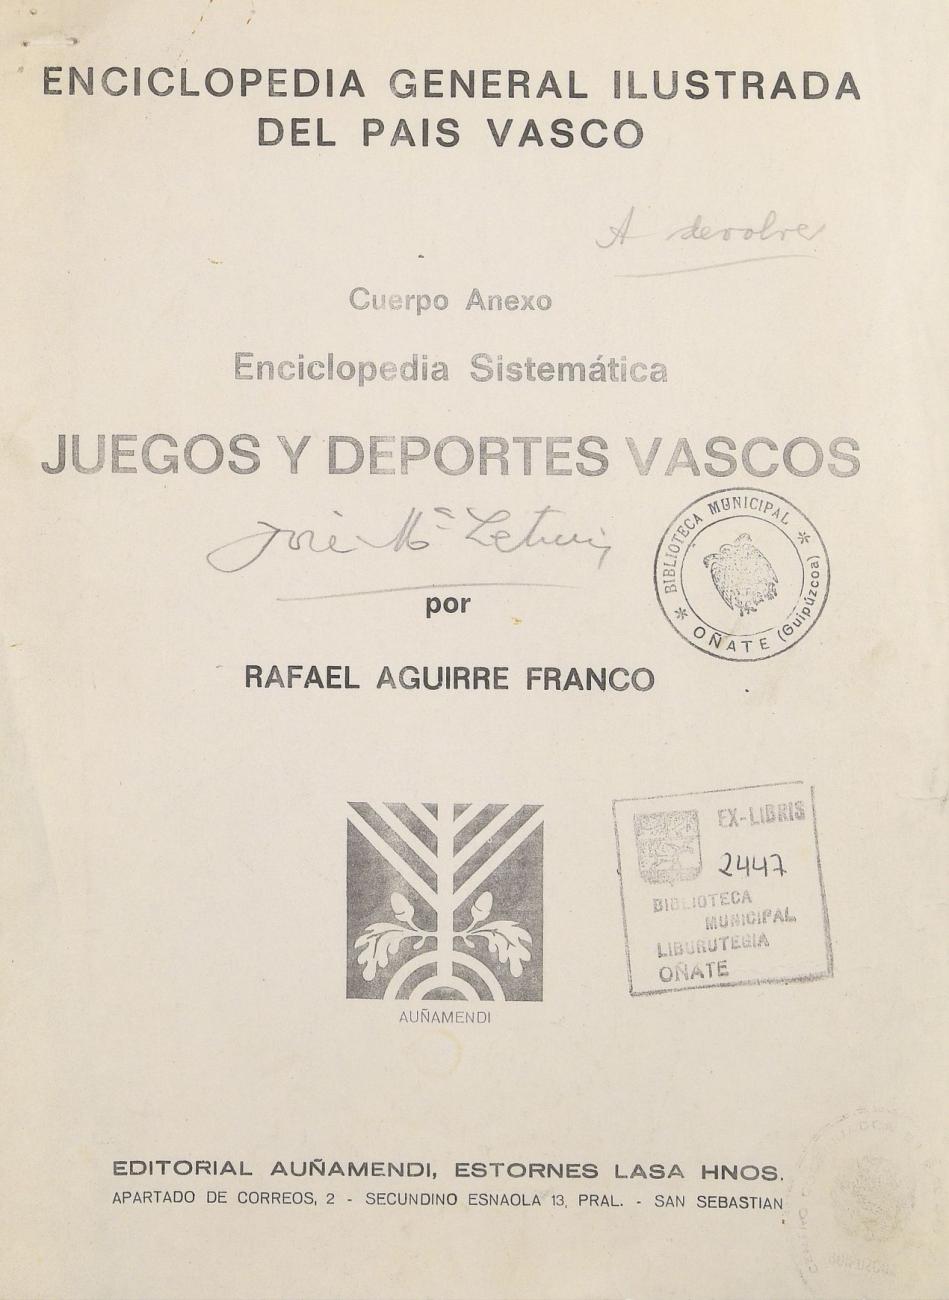 ENCICLOPEDIA GENERAL ILUSTRADA
DEL PAIS VASCO
A devolver
Cuerpo Anexo
Enciclopedia Sistemática
JUEGOS Y DEPORTES VASCOS
José Mª
BIBLIOTECA MUNICIPAL
OÑATE (Guipúzcoa)
por
RAFAEL AGUIRRE FRANCO
EX-LIBRIS
2447
BIBLIOTECA
MUNICIPAL
LIBURUTEGIA
OÑATE
AUÑAMENDI
EDITORIAL AUÑAMENDI, ESTORNES LASA HNOS.
APARTADO DE CORREOS, 2 - SECUNDINO ESNAOLA 13, PRAL. - SAN SEBASTIAN